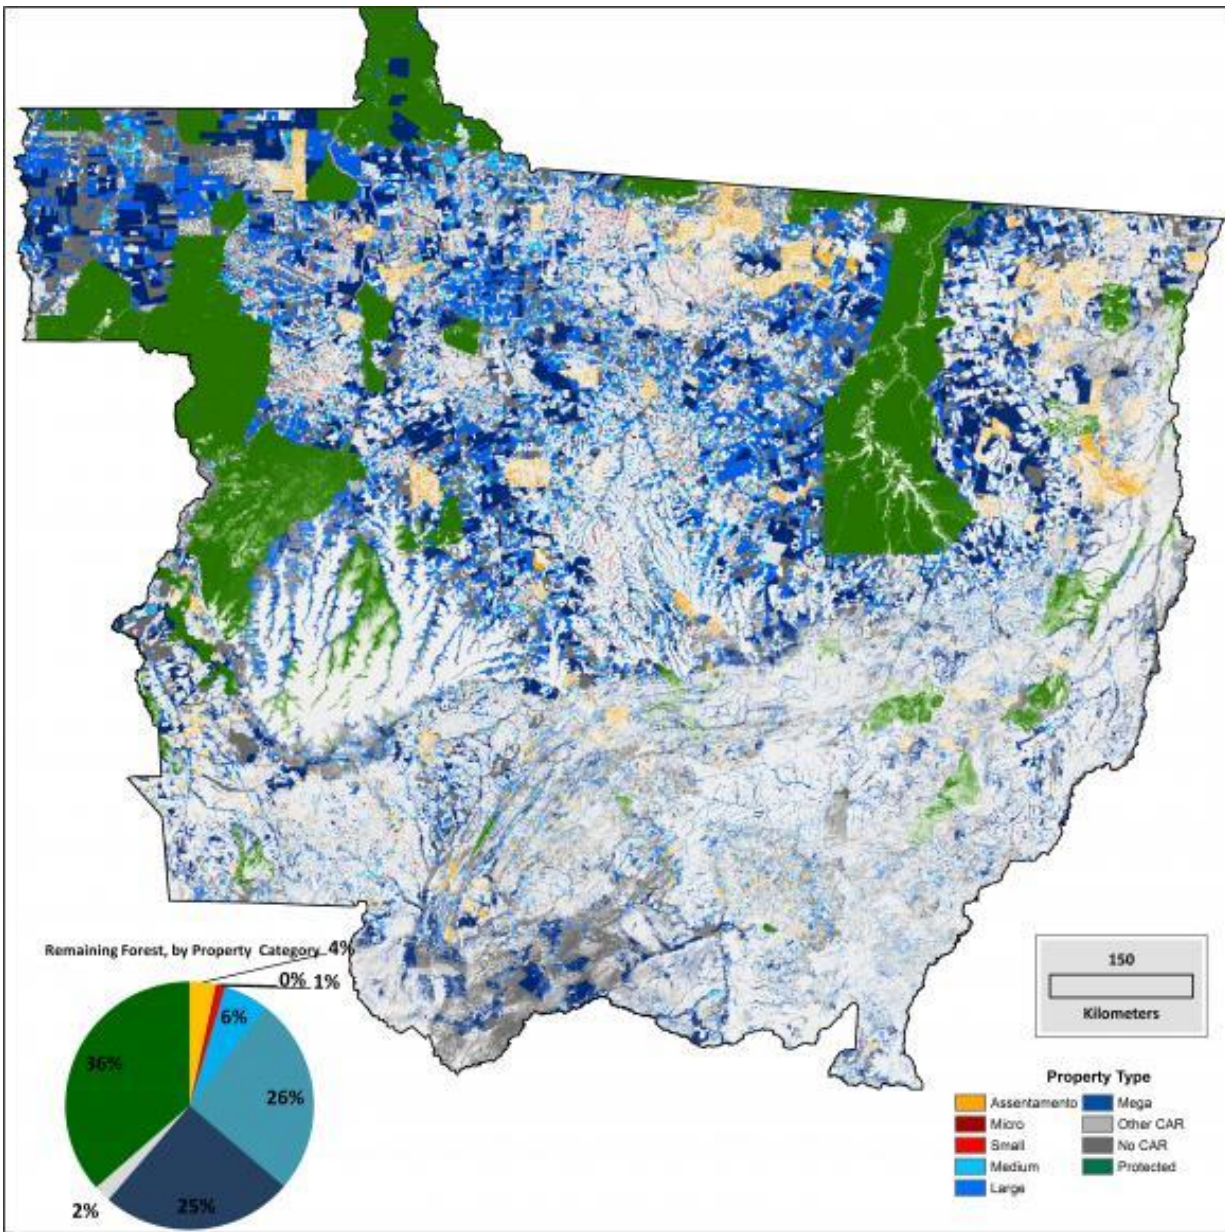 Remaining Forest, by Property Category 4%
0% 1%
6%
36%
26%
2%
25%
150
Kilometers
Property Type
Assentamento Mega
Micro Other CAR
Small No CAR
Medium Protected
Large